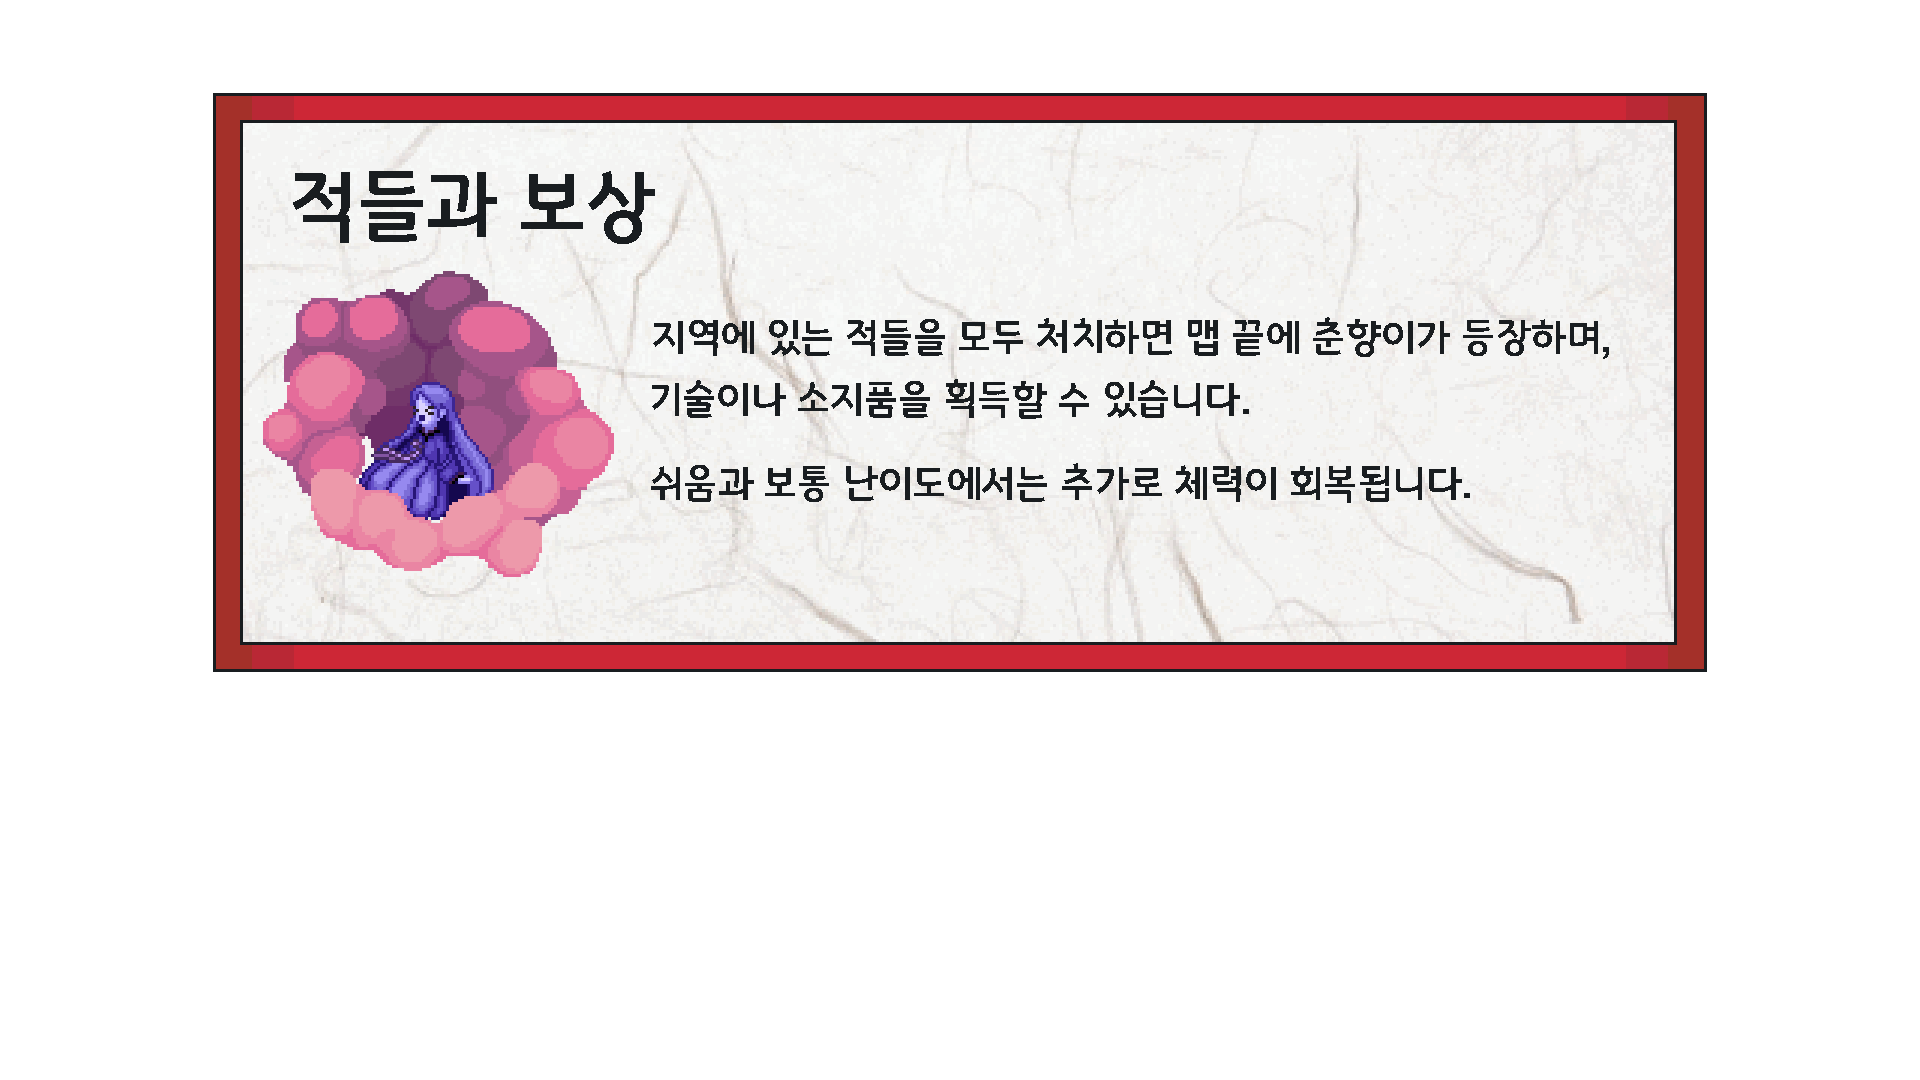 적들과 보상
지역에 있는 적들을 모두 처치하면 맵 끝에 춘향이가 등장하며,
기술이나 소지품을 획득할 수 있습니다.
쉬움과 보통 난이도에서는 추가로 체력이 회복됩니다.